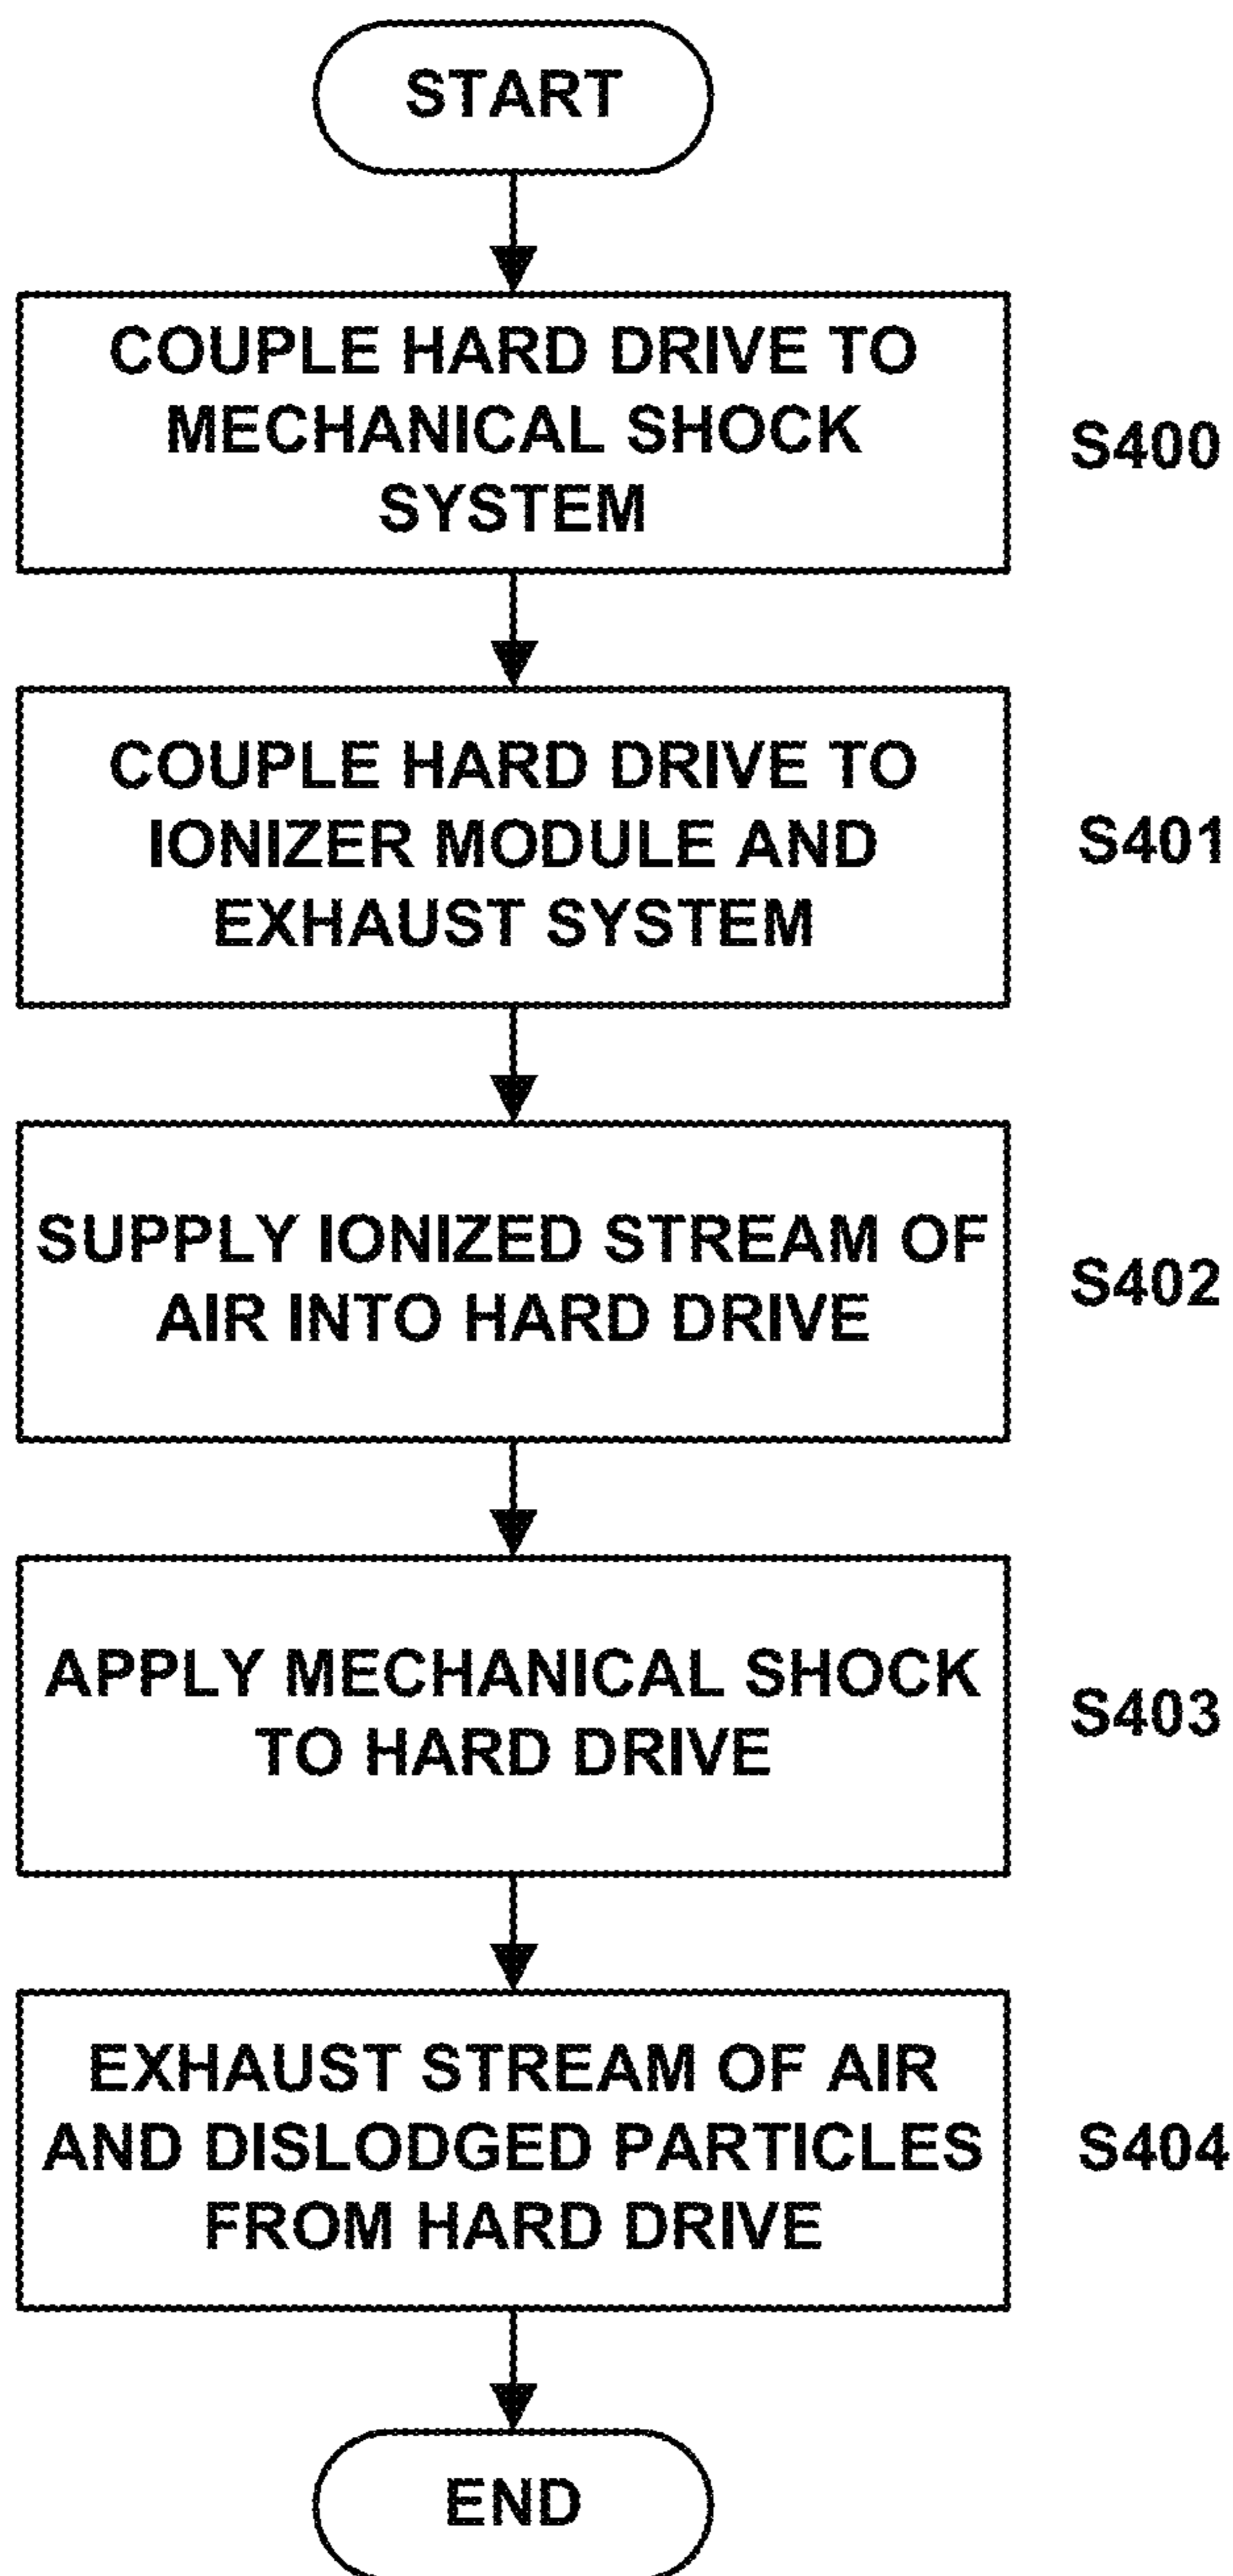 START
COUPLE HARD DRIVE TO
MECHANICAL SHOCK
SYSTEM
S400
COUPLE HARD DRIVE TO
IONIZER MODULE AND
EXHAUST SYSTEM
S401
SUPPLY IONIZED STREAM OF
AIR INTO HARD DRIVE
S402
APPLY MECHANICAL SHOCK
TO HARD DRIVE
S403
EXHAUST STREAM OF AIR
AND DISLODGED PARTICLES
FROM HARD DRIVE
S404
END